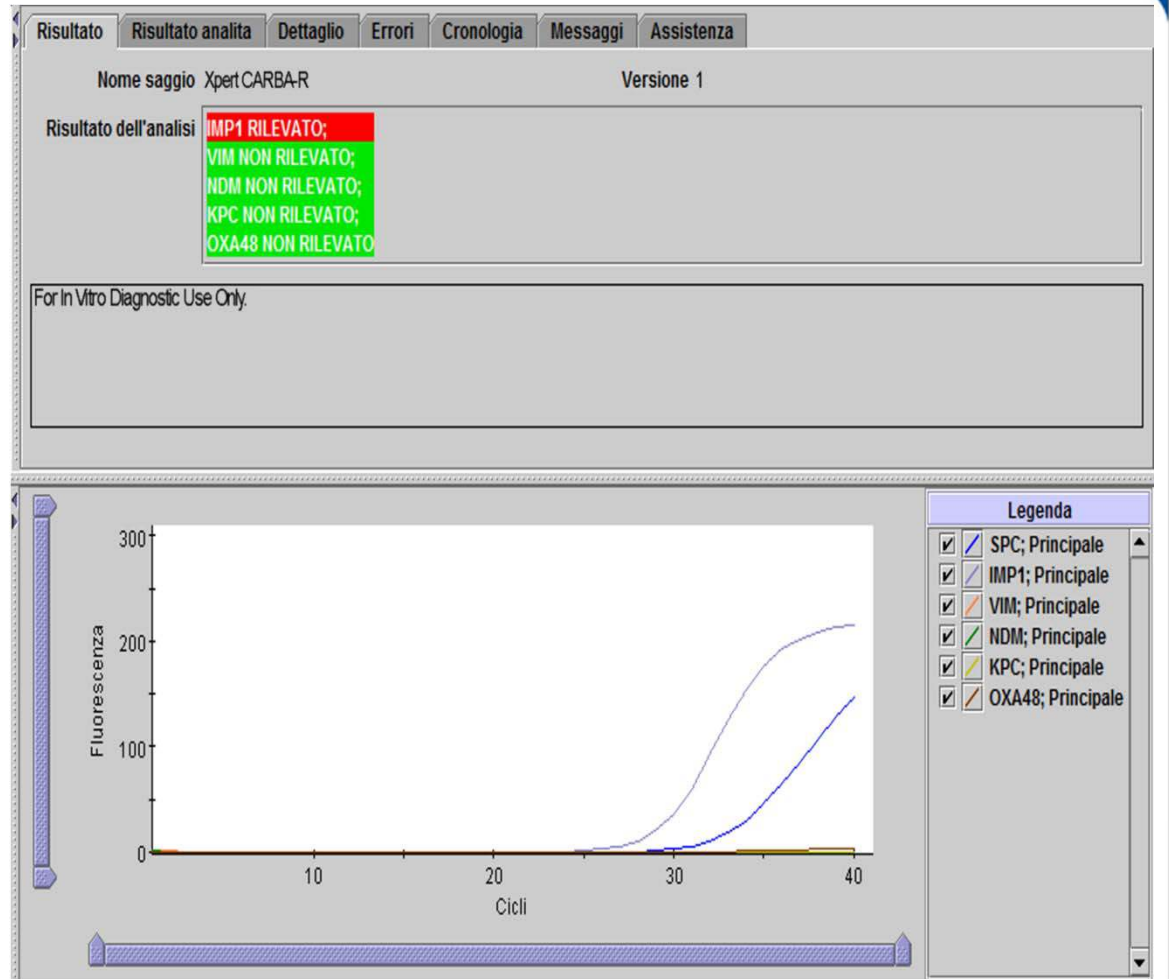 Risultato Risultato analita Dettaglio Errori Cronologia Messaggi Assistenza
Nome saggio Xpert CARBA-R Versione 1
Risultato dell'analisi IMP1 RILEVATO;
VIM NON RILEVATO;
NDM NON RILEVATO;
KPC NON RILEVATO;
OXA48 NON RILEVATO
For In Vitro Diagnostic Use Only.
Legenda
SPC; Principale
IMP1; Principale
VIM; Principale
NDM; Principale
KPC; Principale
OXA48; Principale
Fluorescenza
300
200
100
0
10 20 30 40
Cicli